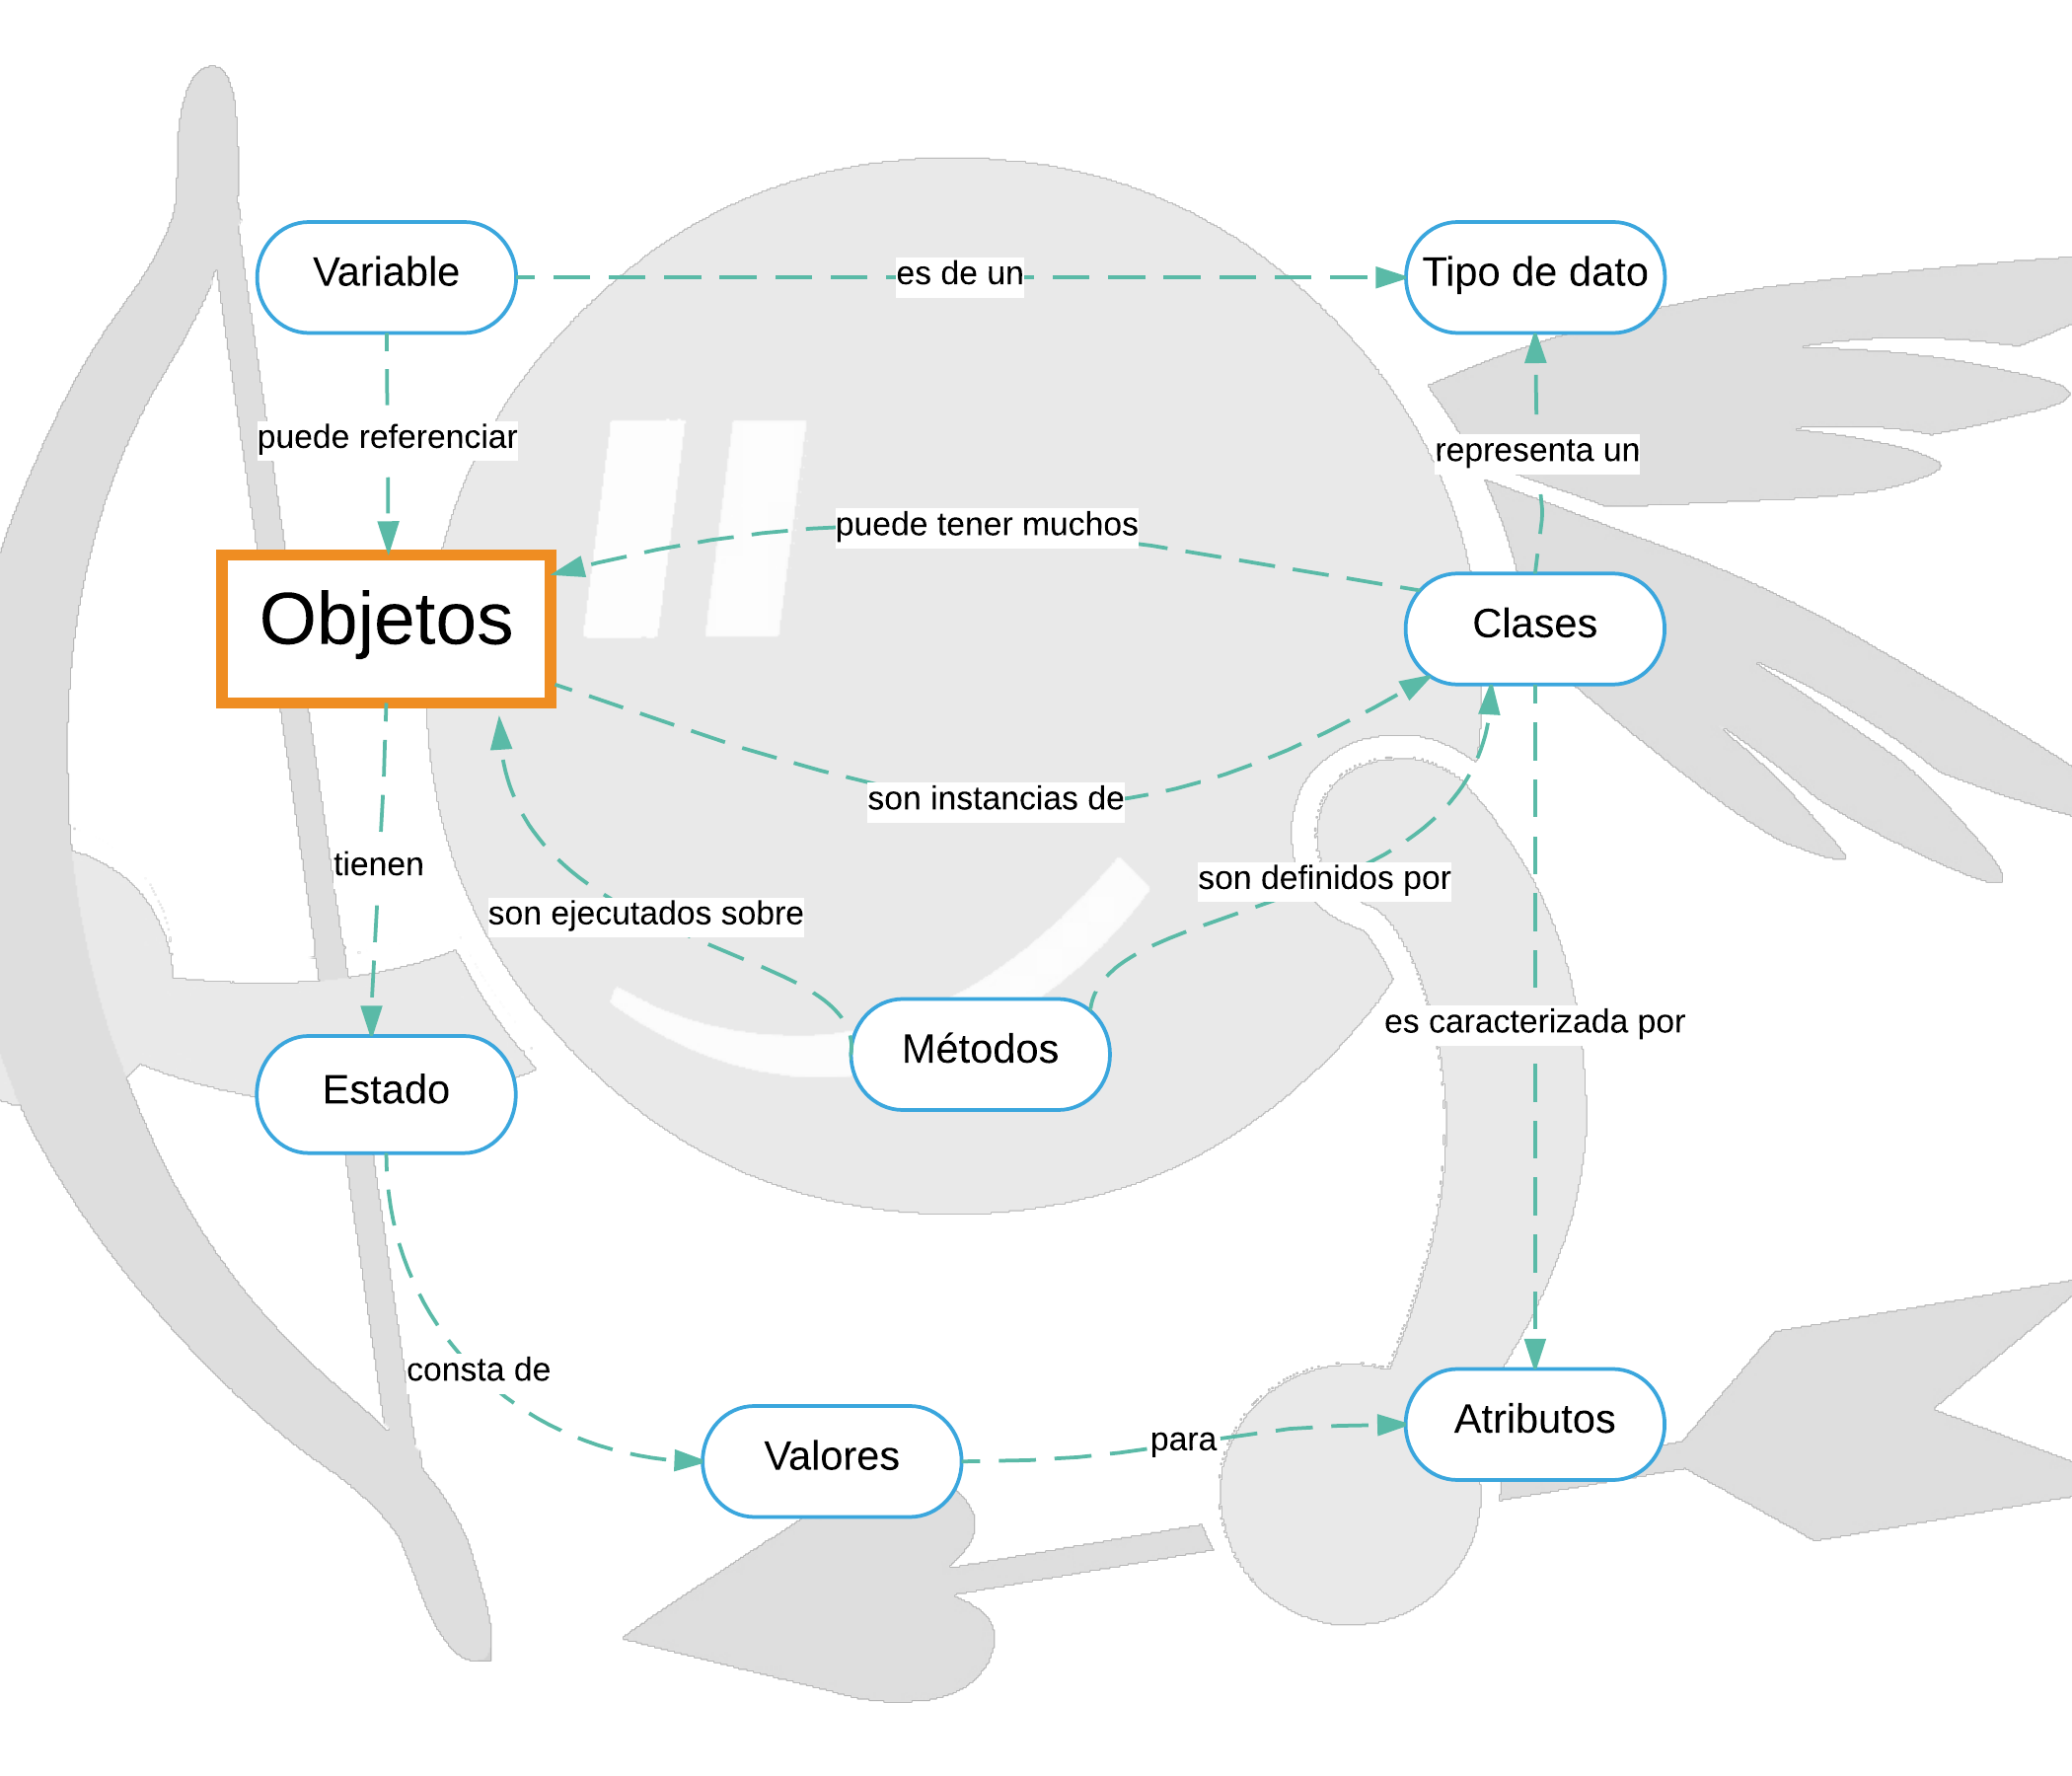 Variable
es de un
Tipo de dato
puede referenciar
representa un
puede tener muchos
Objetos
Clases
son instancias de
tienen
son definidos por
son ejecutados sobre
es caracterizada por
Métodos
Estado
consta de
Valores
para
Atributos